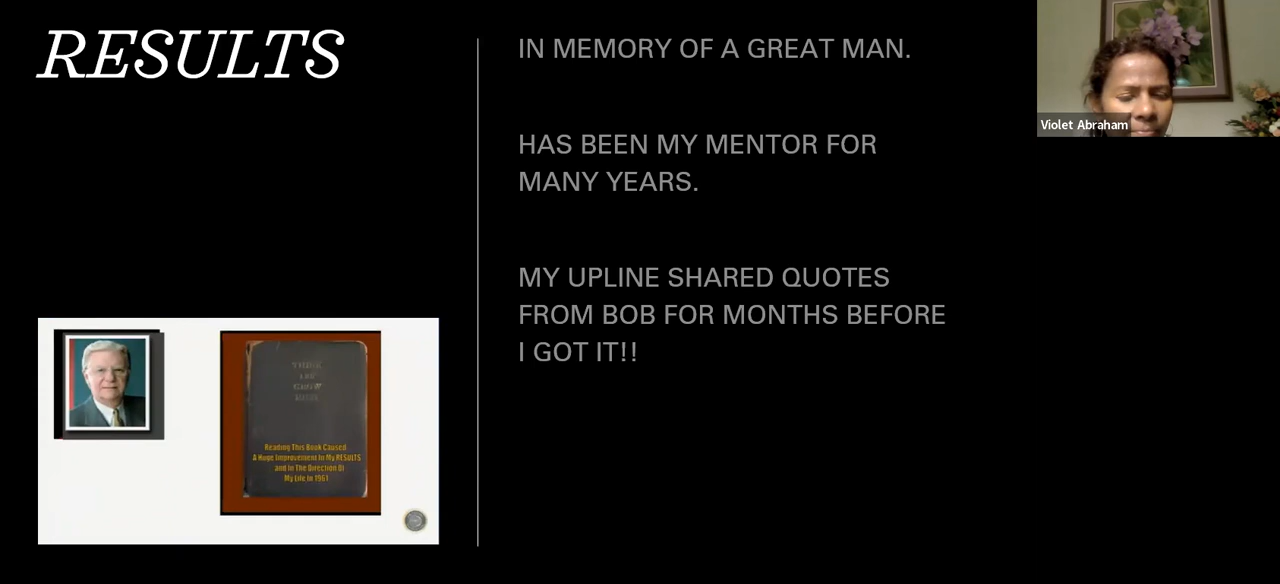 RESULTS
IN MEMORY OF A GREAT MAN.
HAS BEEN MY MENTOR FOR
MANY YEARS.
MY UPLINE SHARED QUOTES
FROM BOB FOR MONTHS BEFORE
I GOT IT!!
Violet Abraham
Reading This Book Caused
A Huge Improvement In My RESULTS
and In The Direction Of
My Life In 1961